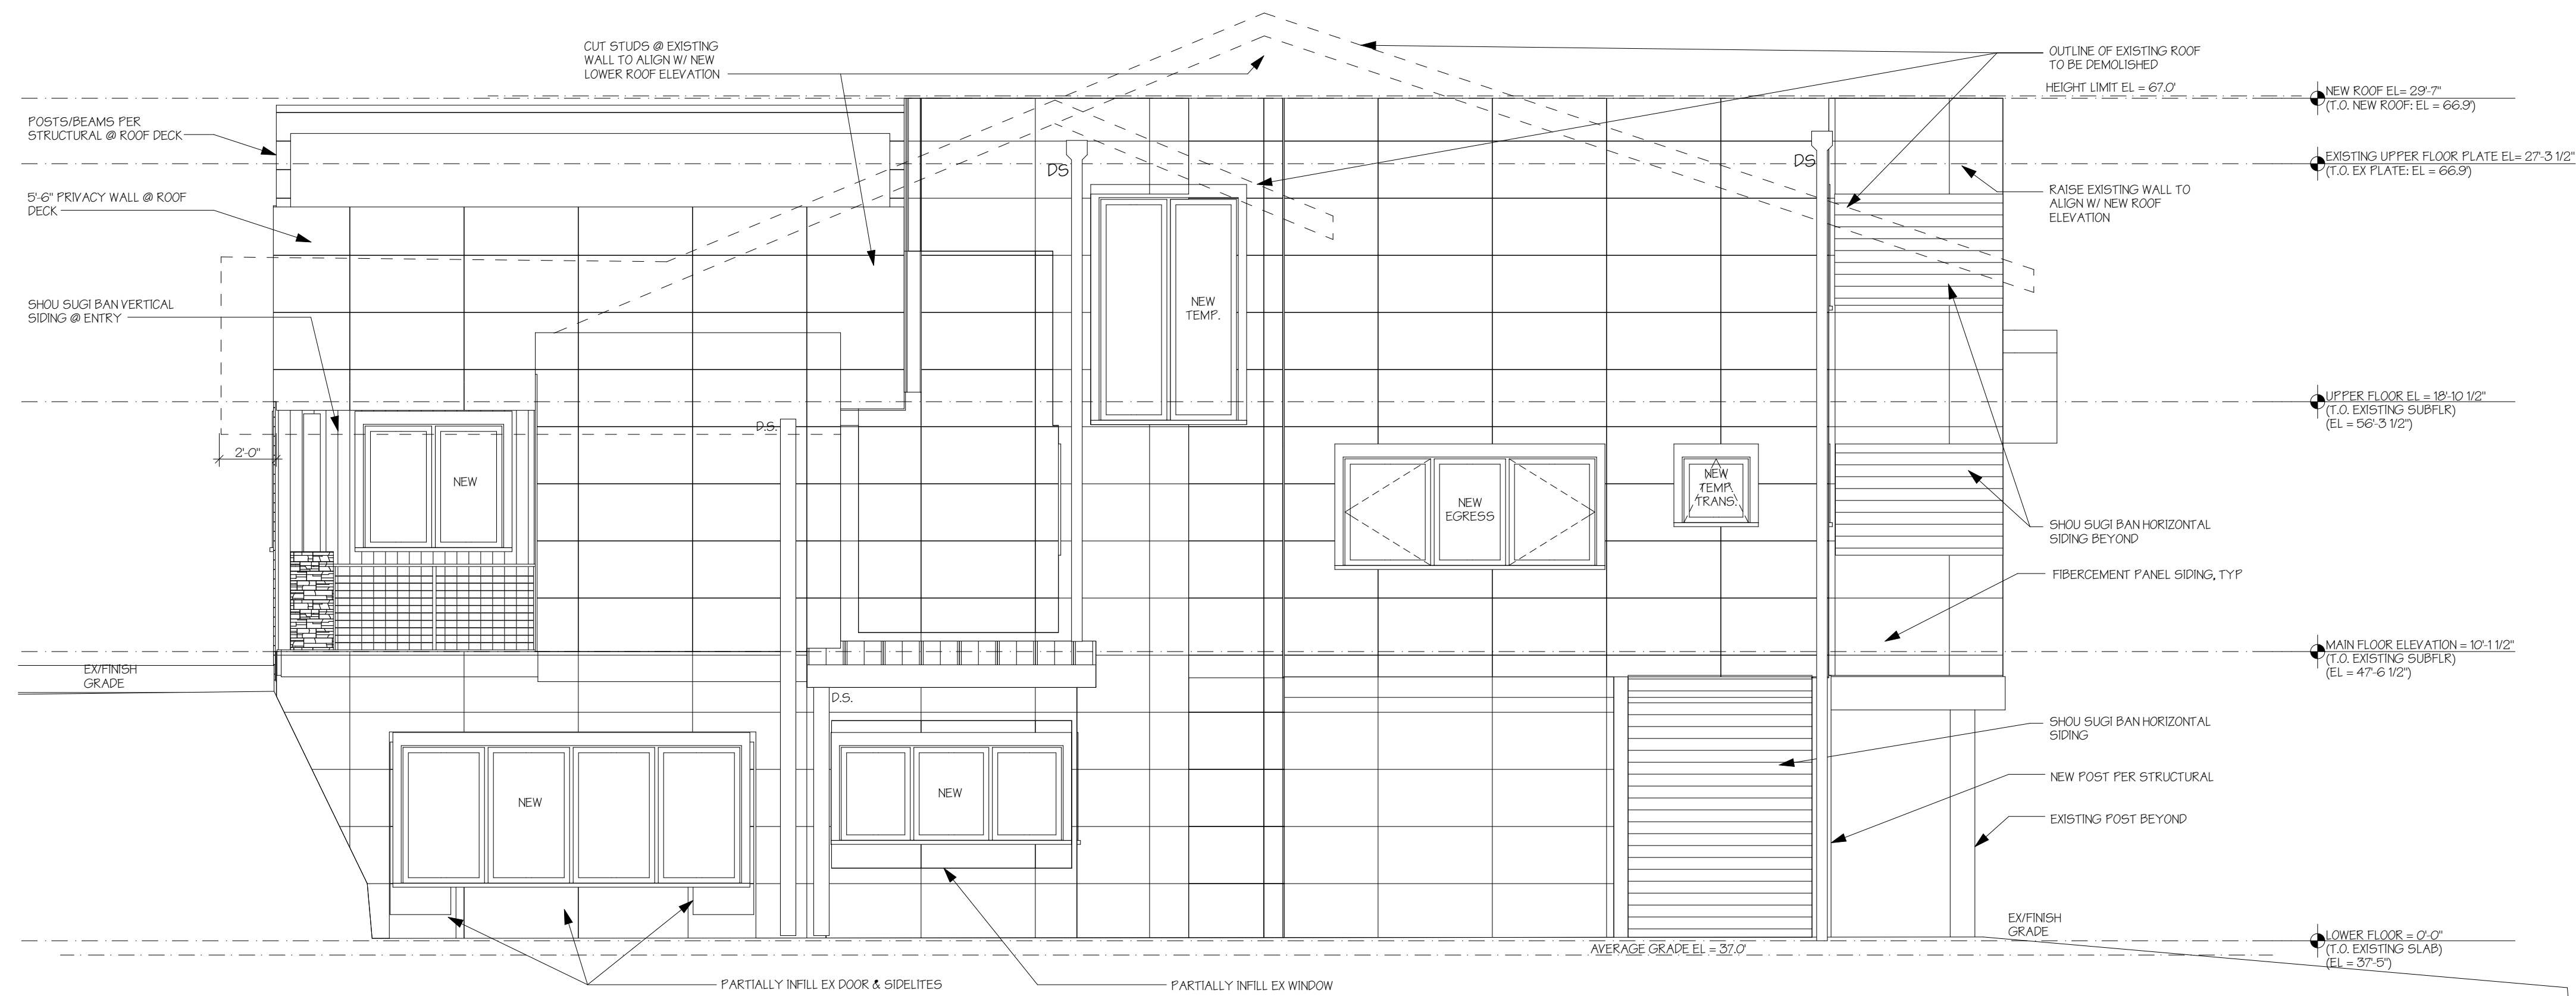 CUT STUDS @ EXISTING
WALL TO ALIGN W/ NEW
LOWER ROOF ELEVATION
OUTLINE OF EXISTING ROOF
TO BE DEMOLISHED
HEIGHT LIMIT EL = 67.0'
NEW ROOF EL= 29'-7"
(T.O. NEW ROOF: EL = 66.9')
POSTS/BEAMS PER
STRUCTURAL @ ROOF DECK
EXISTING UPPER FLOOR PLATE EL= 27'-3 1/2"
(T.O. EX PLATE: EL = 66.9')
DS
DS
5'-6" PRIVACY WALL @ ROOF
DECK
RAISE EXISTING WALL TO
ALIGN W/ NEW ROOF
ELEVATION
SHOU SUGI BAN VERTICAL
SIDING @ ENTRY
NEW
TEMP.
UPPER FLOOR EL = 18'-10 1/2"
(T.O. EXISTING SUBFLR)
(EL = 56'-3 1/2")
D.S.
2'-0"
NEW
NEW
EGRESS
NEW
TEMP.
TRANS.
SHOU SUGI BAN HORIZONTAL
SIDING BEYOND
FIBERCEMENT PANEL SIDING, TYP
EX/FINISH
GRADE
MAIN FLOOR ELEVATION = 10'-1 1/2"
(T.O. EXISTING SUBFLR)
(EL = 47'-6 1/2")
D.S.
SHOU SUGI BAN HORIZONTAL
SIDING
NEW
NEW
NEW POST PER STRUCTURAL
EXISTING POST BEYOND
EX/FINISH
GRADE
AVERAGE GRADE EL = 37.0'
LOWER FLOOR = 0'-0"
(T.O. EXISTING SLAB)
(EL = 37'-5")
PARTIALLY INFILL EX DOOR & SIDELITES
PARTIALLY INFILL EX WINDOW